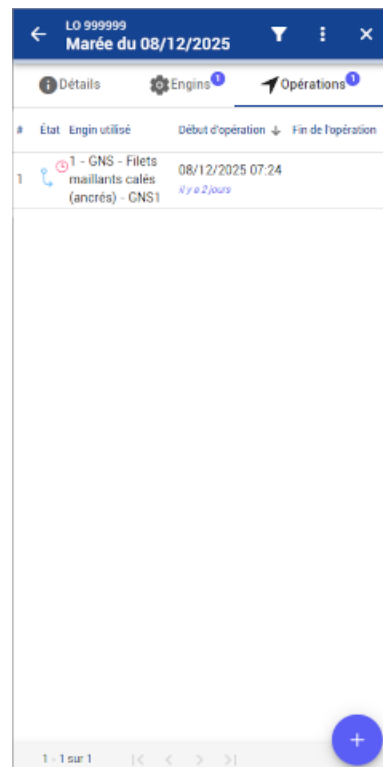 LO 999999
Marée du 08/12/2025
Détails
Engins 1
Opérations 1
# État Engin utilisé Début d'opération Fin de l'opération
1 - GNS - Filets
1 maillants calés 08/12/2025 07:24
(ancrés) - GNS1 il y a 2 jours
1 - 1 sur 1